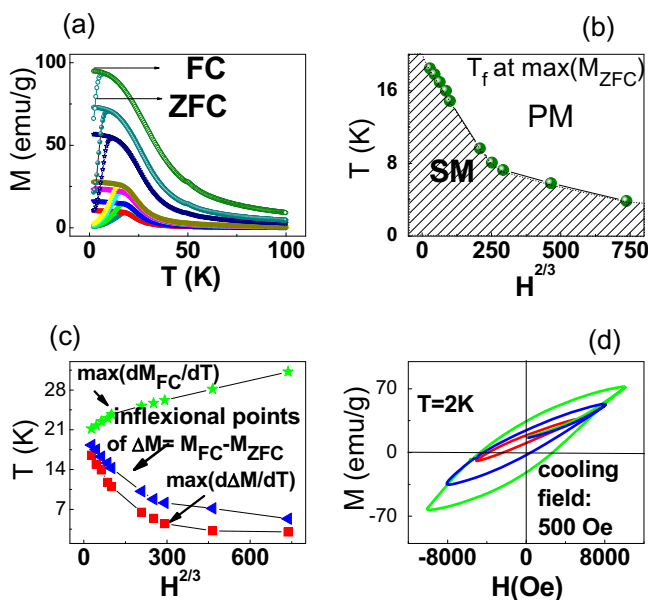 (a)
100
75
50
25
0
M (emu/g)
FC
ZFC
0
50
100
T (K)
(b)
16
8
0
T (K)
T_f at max(M_ZFC)
PM
SM
0
250
500
750
H^2/3
(c)
28
21
14
7
T (K)
max(dM_FC/dT)
inflexional points
of ΔM= M_FC-M_ZFC
max(dΔM/dT)
0
300
600
H^2/3
(d)
70
0
-70
M (emu/g)
T=2K
cooling
field:
500 Oe
-8000
0
8000
H(Oe)